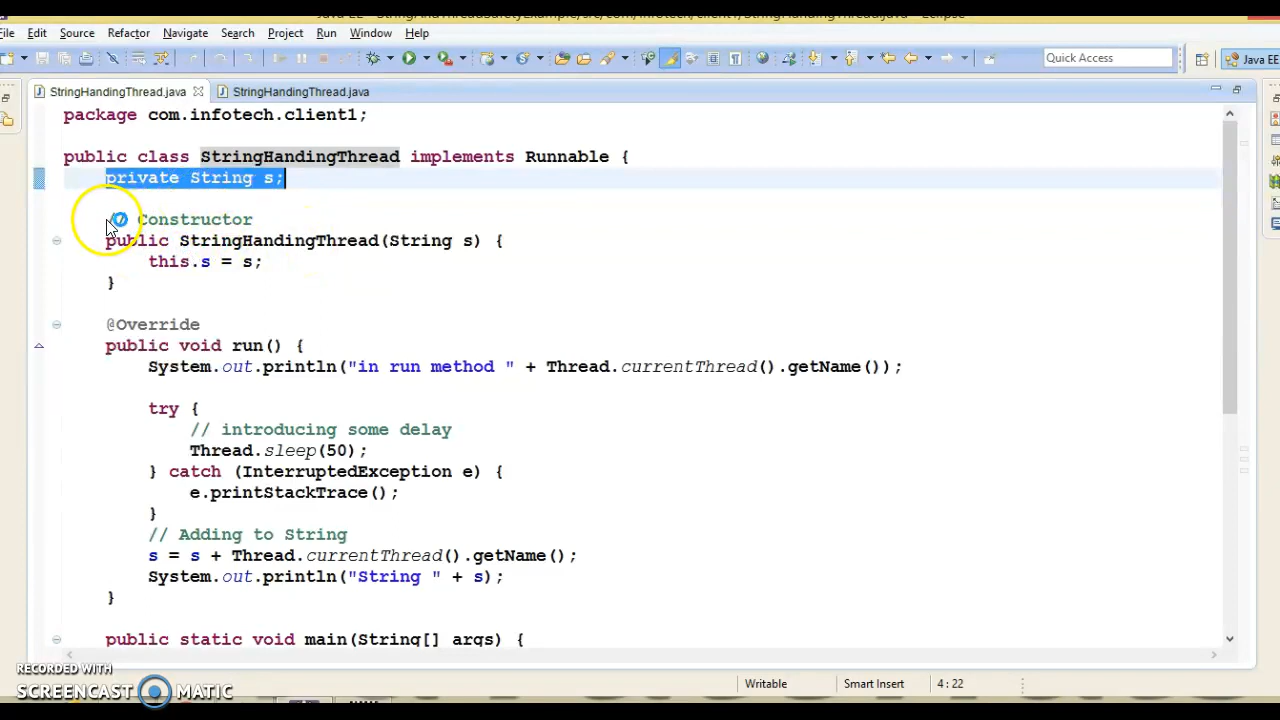 File Edit Source Refactor Navigate Search Project Run Window Help
Quick Access
Java EE
StringHandingThread.java StringHandingThread.java
package com.infotech.client1;
public class StringHandingThread implements Runnable {
private String s;
// Constructor
public StringHandingThread(String s) {
this.s = s;
}
@Override
public void run() {
System.out.println("in run method " + Thread.currentThread().getName());
try {
// introducing some delay
Thread.sleep(50);
} catch (InterruptedException e) {
e.printStackTrace();
}
// Adding to String
s = s + Thread.currentThread().getName();
System.out.println("String " + s);
}
public static void main(String[] args) {
RECORDED WITH
SCREENCAST MATIC
Writable Smart Insert 4 : 22